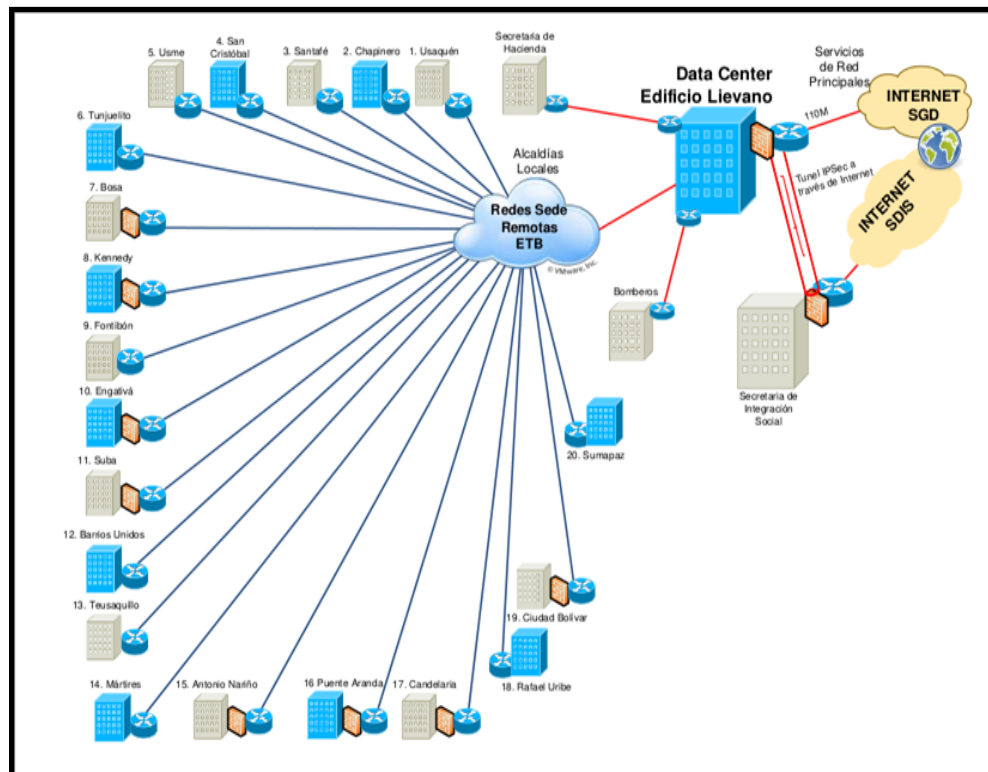 5. Usme
4. San
Cristóbal
3. Santafé
2. Chapinero
1. Usaquén
Secretaria de
Hacienda
Data Center
Edificio Lievano
Servicios
de Red
Principales
110M
INTERNET
SGD
Tunel IPSec a
través de Internet
INTERNET
SDIS
6. Tunjuelito
Alcaldías
Locales
7. Bosa
Redes Sede
Remotas
ETB
© VMware, Inc.
8. Kennedy
Bomberos
9. Fontibón
10. Engativá
Secretaria de
Integración
Social
11. Suba
20. Sumapaz
12. Barrios Unidos
13. Teusaquillo
19. Ciudad Bolívar
14. Mártires
15. Antonio Nariño
16 Puente Aranda
17. Candelaria
18. Rafael Uribe